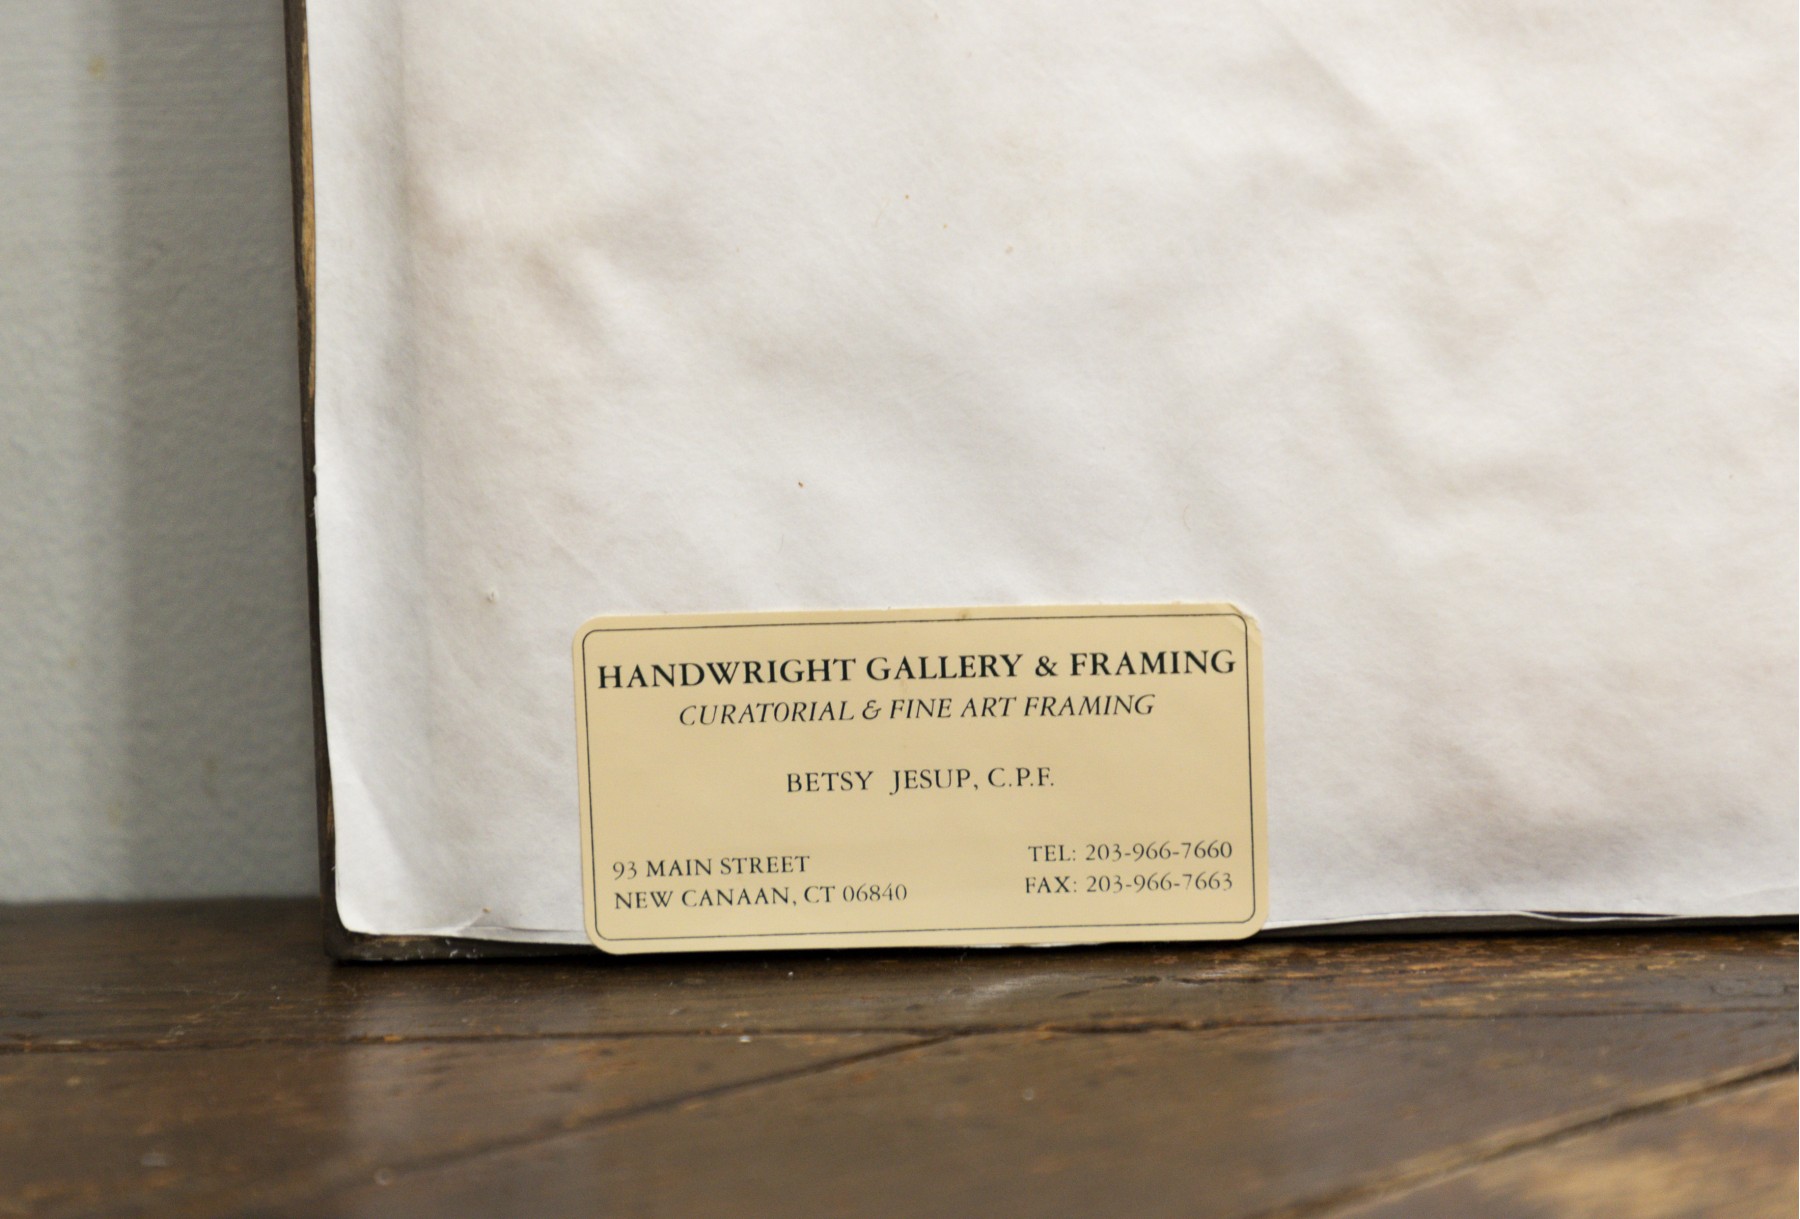 HANDWRIGHT GALLERY & FRAMING
CURATORIAL & FINE ART FRAMING
BETSY JESUP, C.P.F.
93 MAIN STREET
NEW CANAAN, CT 06840
TEL: 203-966-7660
FAX: 203-966-7663